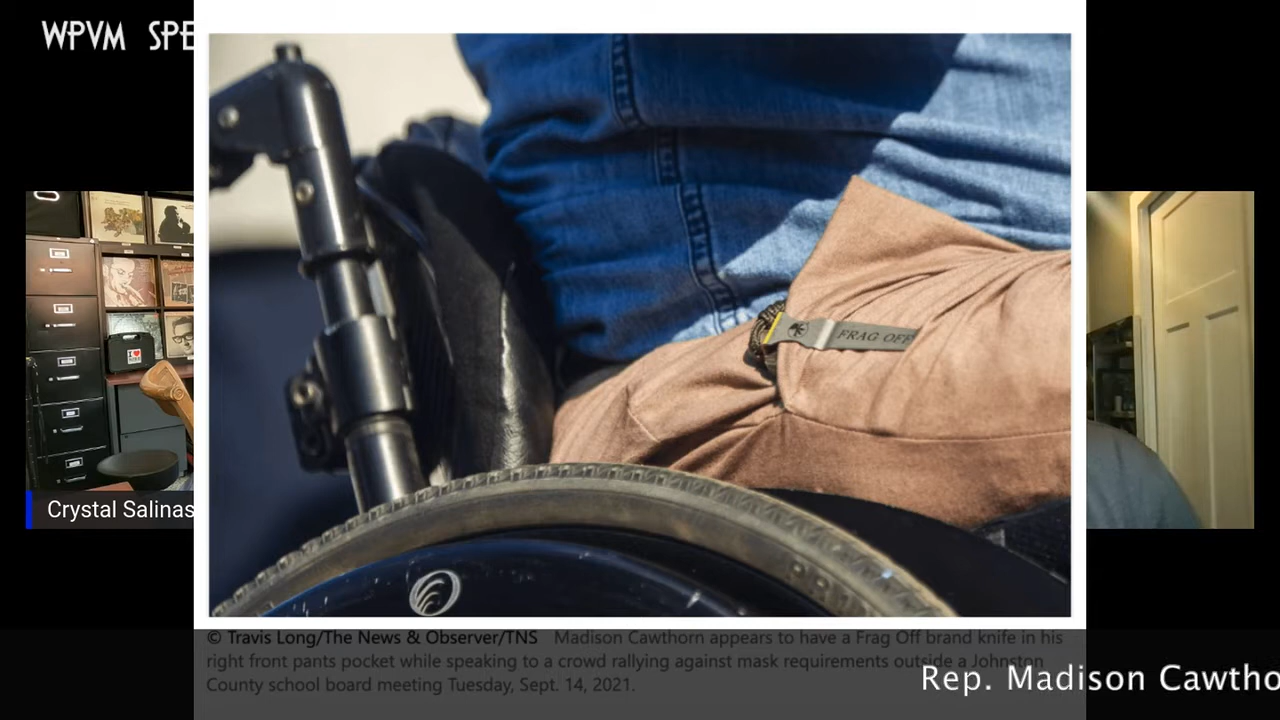 WPVM SPE
FRAG OFF
Crystal Salinas
© Travis Long/The News & Observer/TNS Madison Cawthorn appears to have a Frag Off brand knife in his
right front pants pocket while speaking to a crowd rallying against mask requirements outside a Johnston
County school board meeting Tuesday, Sept. 14, 2021.
Rep. Madison Cawtho